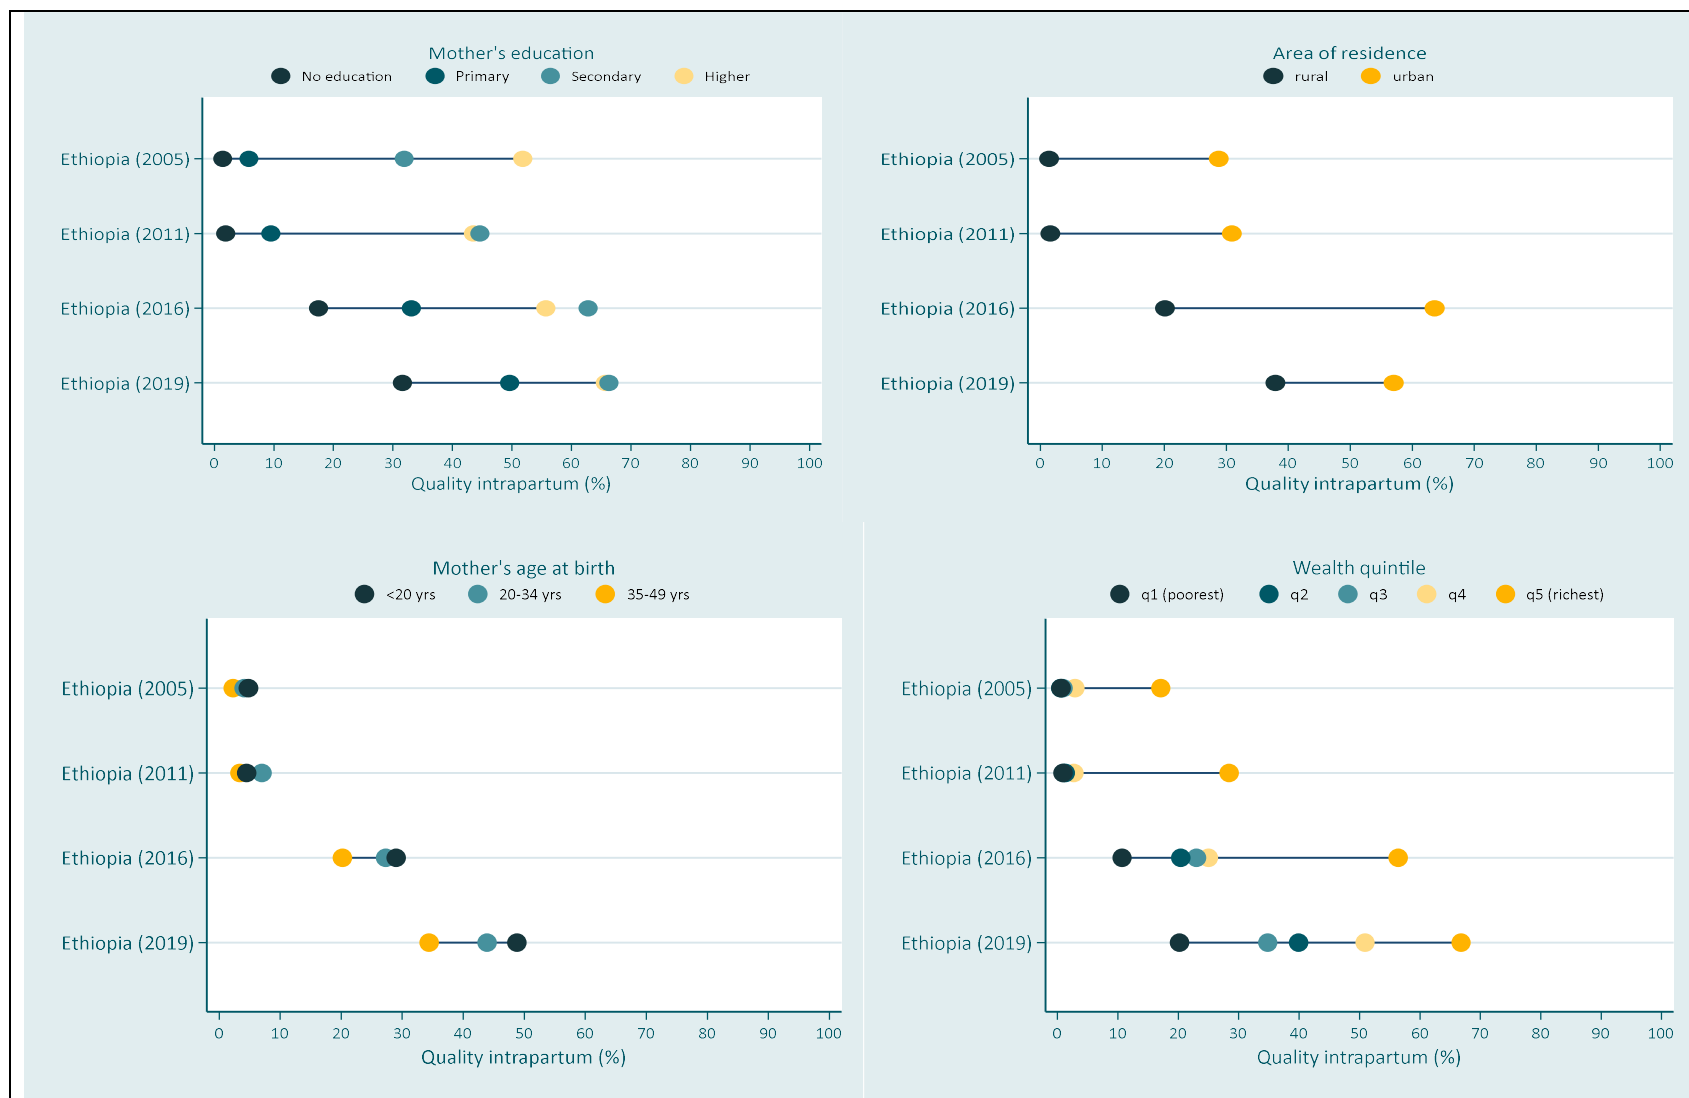 Mother's education
No education Primary Secondary Higher
Ethiopia (2005)
Ethiopia (2011)
Ethiopia (2016)
Ethiopia (2019)
0 10 20 30 40 50 60 70 80 90 100
Quality intrapartum (%)
Area of residence
rural urban
Ethiopia (2005)
Ethiopia (2011)
Ethiopia (2016)
Ethiopia (2019)
0 10 20 30 40 50 60 70 80 90 100
Quality intrapartum (%)
Mother's age at birth
<20 yrs 20-34 yrs 35-49 yrs
Ethiopia (2005)
Ethiopia (2011)
Ethiopia (2016)
Ethiopia (2019)
0 10 20 30 40 50 60 70 80 90 100
Quality intrapartum (%)
Wealth quintile
q1 (poorest) q2 q3 q4 q5 (richest)
Ethiopia (2005)
Ethiopia (2011)
Ethiopia (2016)
Ethiopia (2019)
0 10 20 30 40 50 60 70 80 90 100
Quality intrapartum (%)